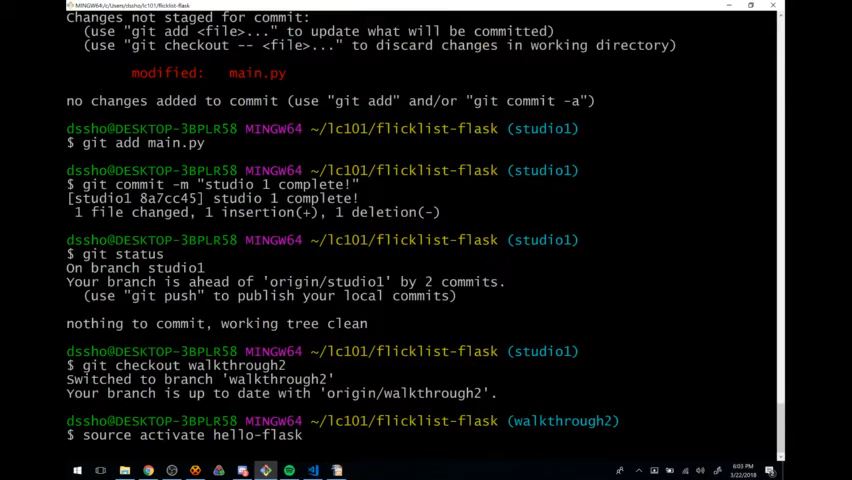 MINGW64:/c/Users/dssho/lc101/flicklist-flask
Changes not staged for commit:
(use "git add <file>..." to update what will be committed)
(use "git checkout -- <file>..." to discard changes in working directory)
modified: main.py
no changes added to commit (use "git add" and/or "git commit -a")
dssho@DESKTOP-3BPLR58 MINGW64 ~/lc101/flicklist-flask (studio1)
$ git add main.py
dssho@DESKTOP-3BPLR58 MINGW64 ~/lc101/flicklist-flask (studio1)
$ git commit -m "studio 1 complete!"
[studio1 8a7cc45] studio 1 complete!
1 file changed, 1 insertion(+), 1 deletion(-)
dssho@DESKTOP-3BPLR58 MINGW64 ~/lc101/flicklist-flask (studio1)
$ git status
On branch studio1
Your branch is ahead of 'origin/studio1' by 2 commits.
(use "git push" to publish your local commits)
nothing to commit, working tree clean
dssho@DESKTOP-3BPLR58 MINGW64 ~/lc101/flicklist-flask (studio1)
$ git checkout walkthrough2
Switched to branch 'walkthrough2'
Your branch is up to date with 'origin/walkthrough2'.
dssho@DESKTOP-3BPLR58 MINGW64 ~/lc101/flicklist-flask (walkthrough2)
$ source activate hello-flask
6:03 PM
3/22/2018